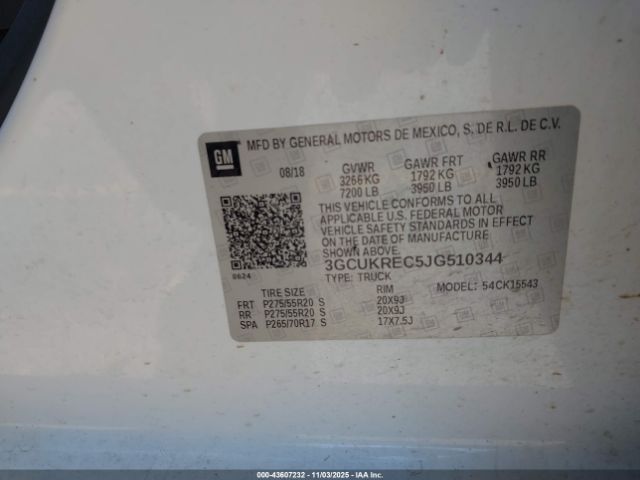 MFD BY GENERAL MOTORS DE MEXICO, S. DE R.L. DE C.V.
GM
08/18 GVWR GAWR FRT GAWR RR
3266 KG 1792 KG 1792 KG
7200 LB 3950 LB 3950 LB
THIS VEHICLE CONFORMS TO ALL
APPLICABLE U.S. FEDERAL MOTOR
VEHICLE SAFETY STANDARDS IN
EFFECT ON THE DATE OF MANUFACTURE
SHOWN ABOVE.
0624 3GCUKREC5JG510344
TYPE: TRUCK MODEL: 54CK15543
TIRE SIZE RIM
FRT P275/55R20 S 20X9J
RR P275/55R20 S 20X9J
SPA P265/70R17 S 17X7.5J
000-43607232 - 11/03/2025 - IAAI.com